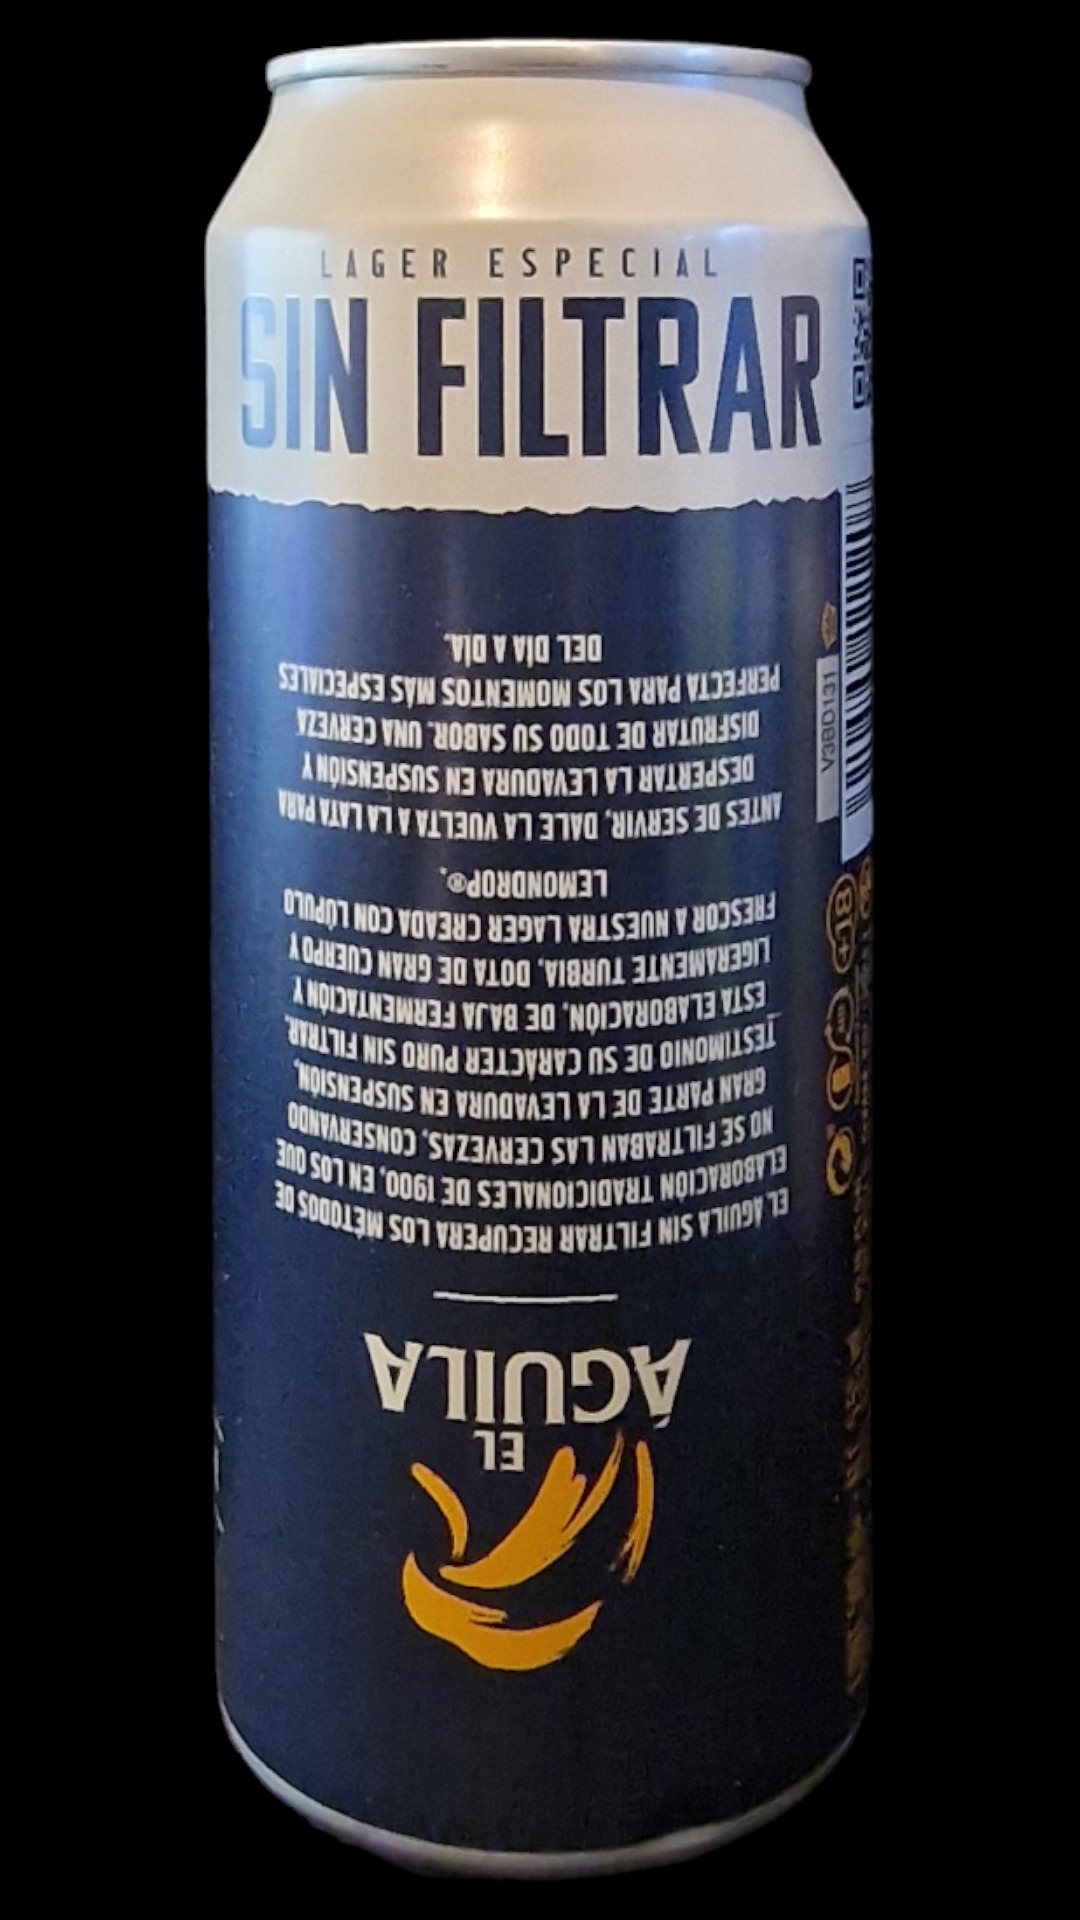 LAGER ESPECIAL
SIN FILTRAR
EL
ÁGUILA
EL ÁGUILA SIN FILTRAR RECUPERA LOS MÉTODOS DE
ELABORACIÓN TRADICIONALES DE 1900, EN LOS QUE
NO SE FILTRABAN LAS CERVEZAS, CONSERVANDO
GRAN PARTE DE LA LEVADURA EN SUSPENSIÓN,
TESTIMONIO DE SU CARÁCTER PURO SIN FILTRAR.
ESTA ELABORACIÓN, DE BAJA FERMENTACIÓN Y
LIGERAMENTE TURBIA, DOTA DE GRAN CUERPO Y
FRESCOR A NUESTRA LAGER CREADA CON LÚPULO
LEMONDROP®.
ANTES DE SERVIR, DALE LA VUELTA A LA LATA PARA
DESPERTAR LA LEVADURA EN SUSPENSIÓN Y
DISFRUTAR DE TODO SU SABOR. UNA CERVEZA
PERFECTA PARA LOS MOMENTOS MÁS ESPECIALES
DEL DÍA A DÍA.
V3BO131
+18